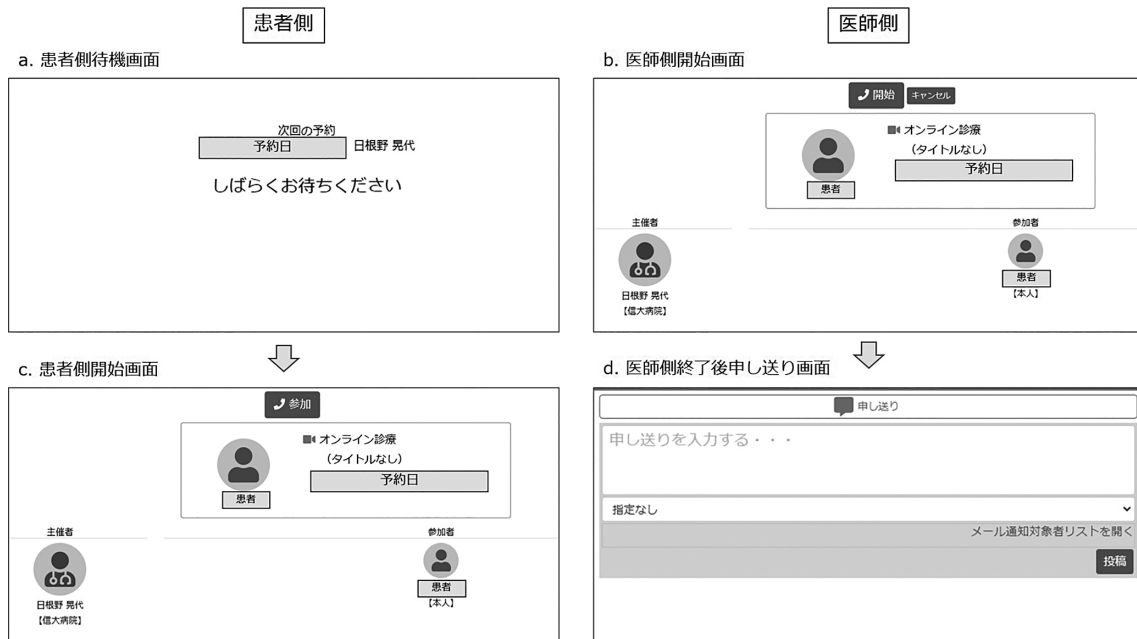 患者側
a. 患者側待機画面
次回の予約
予約日 日根野 晃代
しばらくお待ちください
医師側
b. 医師側開始画面
開始 キャンセル
オンライン診療
（タイトルなし）
予約日
患者
主催者
参加者
日根野 晃代
【信大病院】
患者
【本人】
c. 患者側開始画面
参加
オンライン診療
（タイトルなし）
予約日
患者
主催者
参加者
日根野 晃代
【信大病院】
患者
【本人】
d. 医師側終了後申し送り画面
申し送り
申し送りを入力する・・・
指定なし
メール通知対象者リストを開く
投稿